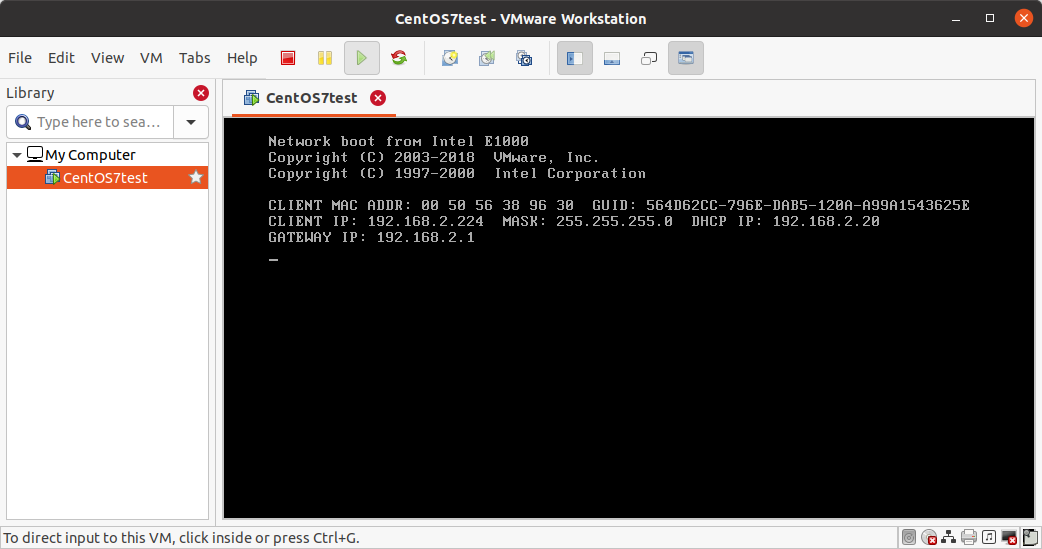 CentOS7test - VMware Workstation
File Edit View VM Tabs Help
Library
Type here to sea...
My Computer
CentOS7test
CentOS7test
Network boot from Intel E1000
Copyright (C) 2003-2018  VMware, Inc.
Copyright (C) 1997-2000  Intel Corporation
CLIENT MAC ADDR: 00 50 56 38 96 30  GUID: 564D62CC-796E-DAB5-120A-A99A1543625E
CLIENT IP: 192.168.2.224  MASK: 255.255.255.0  DHCP IP: 192.168.2.20
GATEWAY IP: 192.168.2.1
To direct input to this VM, click inside or press Ctrl+G.